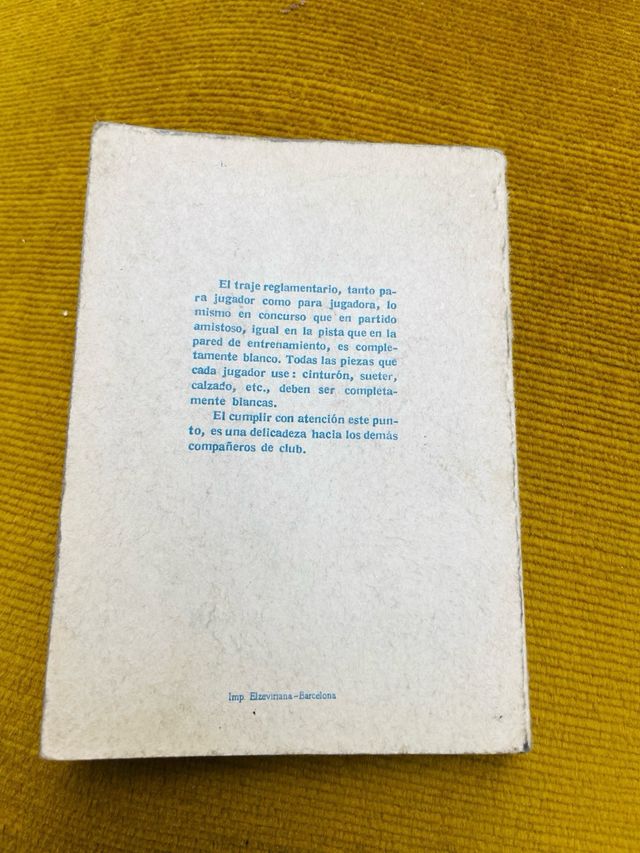 El traje reglamentario, tanto pa-
ra jugador como para jugadora, lo
mismo en concurso que en partido
amistoso, igual en la pista que en la
pared de entrenamiento, es comple-
tamente blanco. Todas las piezas que
cada jugador use: cinturón, sueter,
calzado, etc., deben ser completa-
mente blancas.
El cumplir con atención este pun-
to, es una delicadeza hacia los demás
compañeros de club.
Imp. Elzeviriana-Barcelona